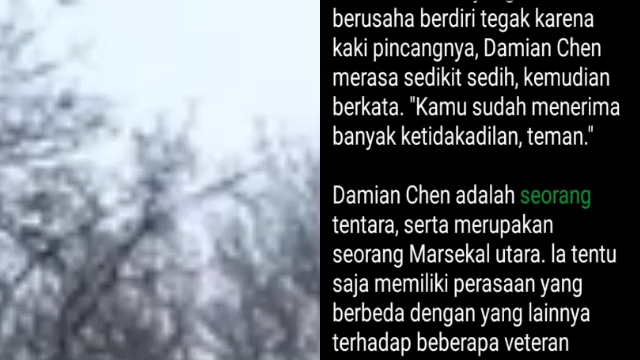 berusaha berdiri tegak karena
kaki pincangnya, Damian Chen
merasa sedikit sedih, kemudian
berkata. "Kamu sudah menerima
banyak ketidakadilan, teman."
Damian Chen adalah seorang
tentara, serta merupakan
seorang Marsekal utara. Ia tentu
saja memiliki perasaan yang
berbeda dengan yang lainnya
terhadap beberapa veteran